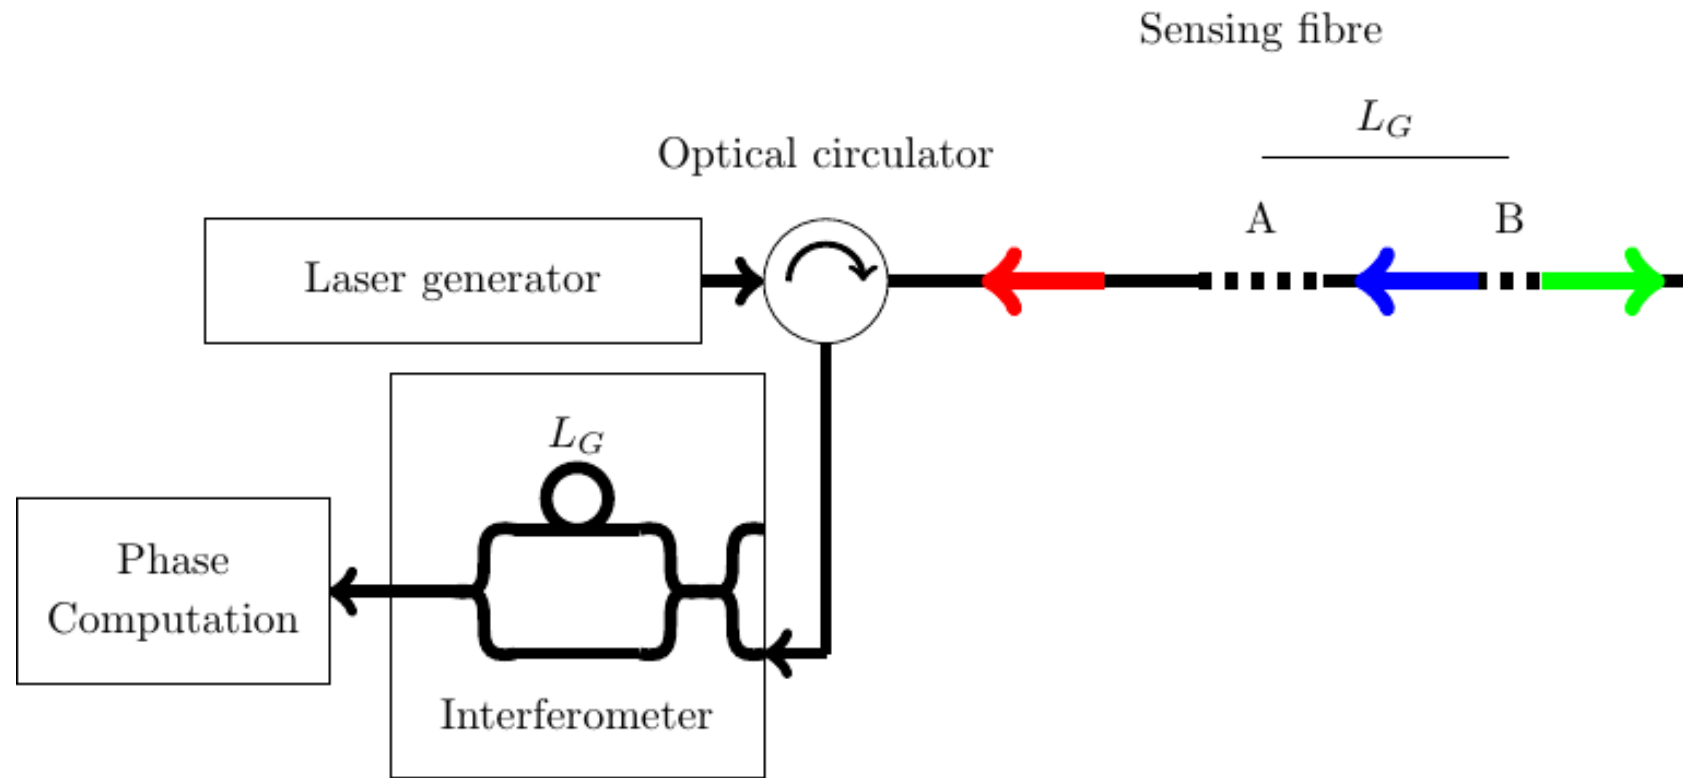 Sensing fibre
L_G
Optical circulator
A
B
Laser generator
L_G
Phase
Computation
Interferometer